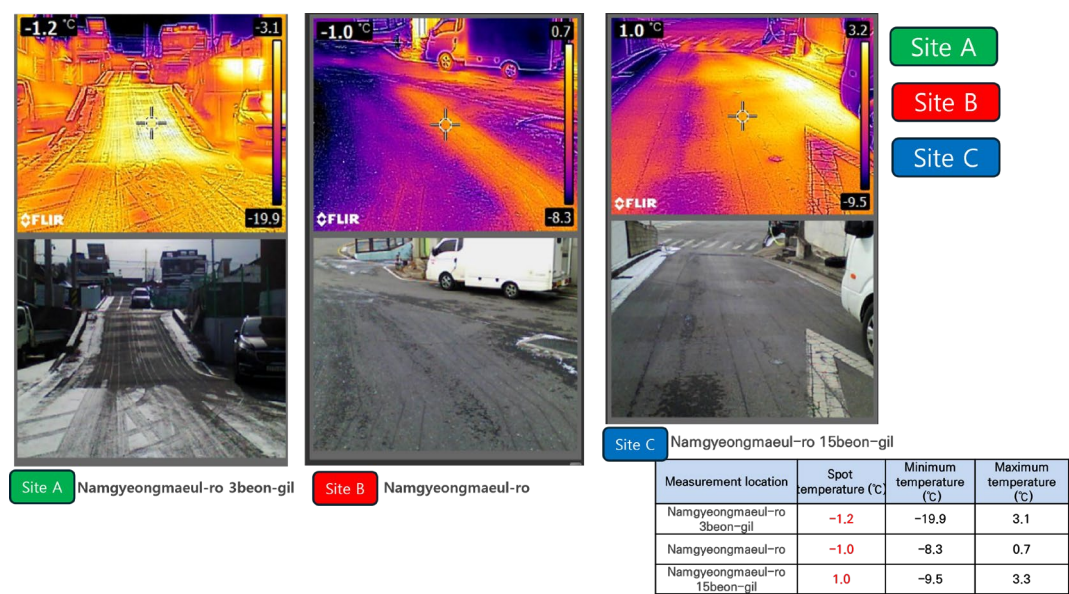 -1.2 °C
-3.1
-19.9
FLIR
-1.0 °C
0.7
-8.3
FLIR
1.0 °C
3.2
-9.5
FLIR
Site A
Site B
Site C
Site A Namgyeongmaeul-ro 3beon-gil
Site B Namgyeongmaeul-ro
Site C Namgyeongmaeul-ro 15beon-gil
Measurement location
Spot
temperature (℃)
Minimum
temperature
(℃)
Maximum
temperature
(℃)
Namgyeongmaeul-ro
3beon-gil
-1.2
-19.9
3.1
Namgyeongmaeul-ro
-1.0
-8.3
0.7
Namgyeongmaeul-ro
15beon-gil
1.0
-9.5
3.3